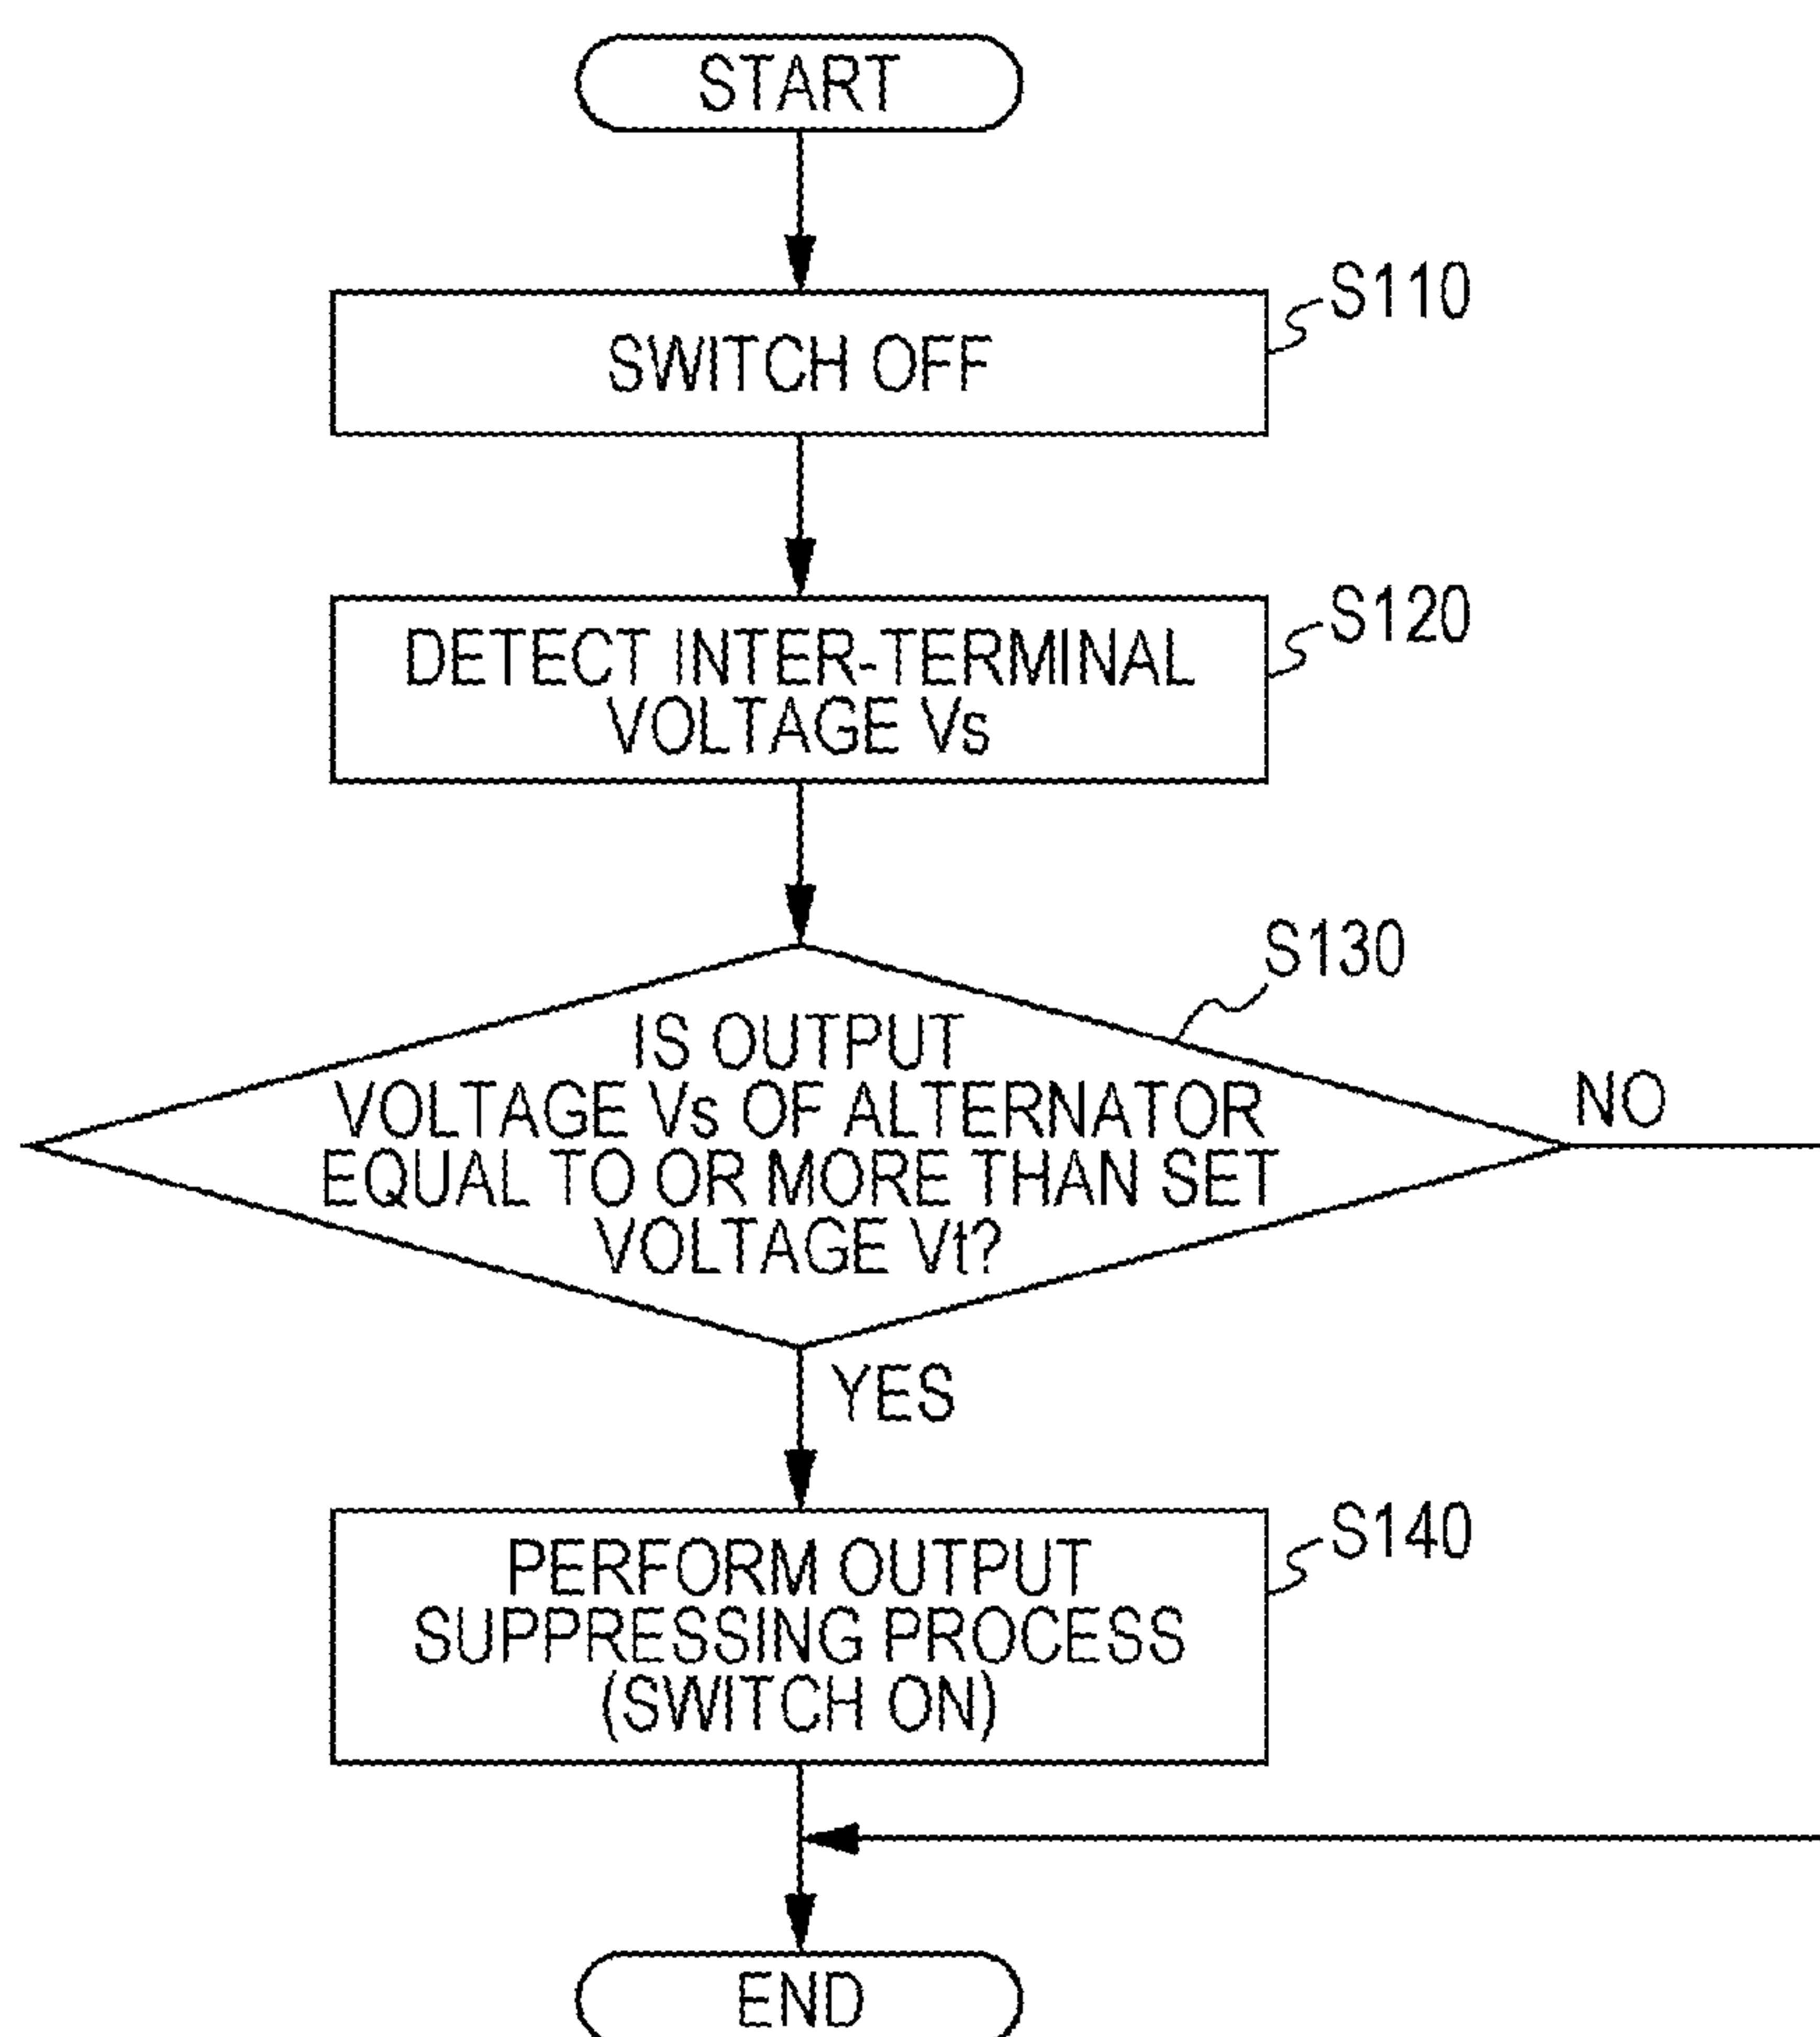 START
SWITCH OFF
S110
DETECT INTER-TERMINAL
VOLTAGE Vs
S120
S130
IS OUTPUT
VOLTAGE Vs OF ALTERNATOR
EQUAL TO OR MORE THAN SET
VOLTAGE Vt?
NO
YES
PERFORM OUTPUT
SUPPRESSING PROCESS
(SWITCH ON)
S140
END